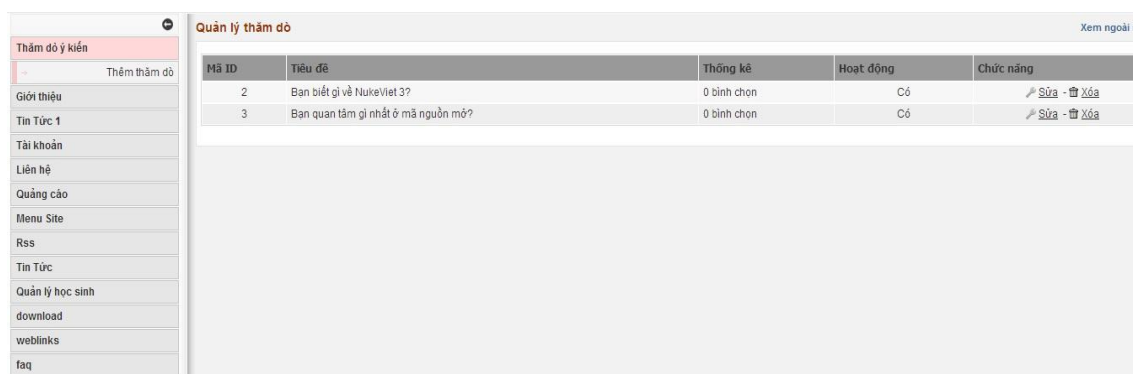 Thăm dò ý kiến
Thêm thăm dò
Giới thiệu
Tin Tức 1
Tài khoản
Liên hệ
Quảng cáo
Menu Site
Rss
Tin Tức
Quản lý học sinh
download
weblinks
faq
Quản lý thăm dò
Xem ngoài
Mã ID Tiêu đề Thống kê Hoạt động Chức năng
2 Bạn biết gì về NukeViet 3? 0 bình chọn Có Sửa - Xóa
3 Bạn quan tâm gì nhất ở mã nguồn mở? 0 bình chọn Có Sửa - Xóa